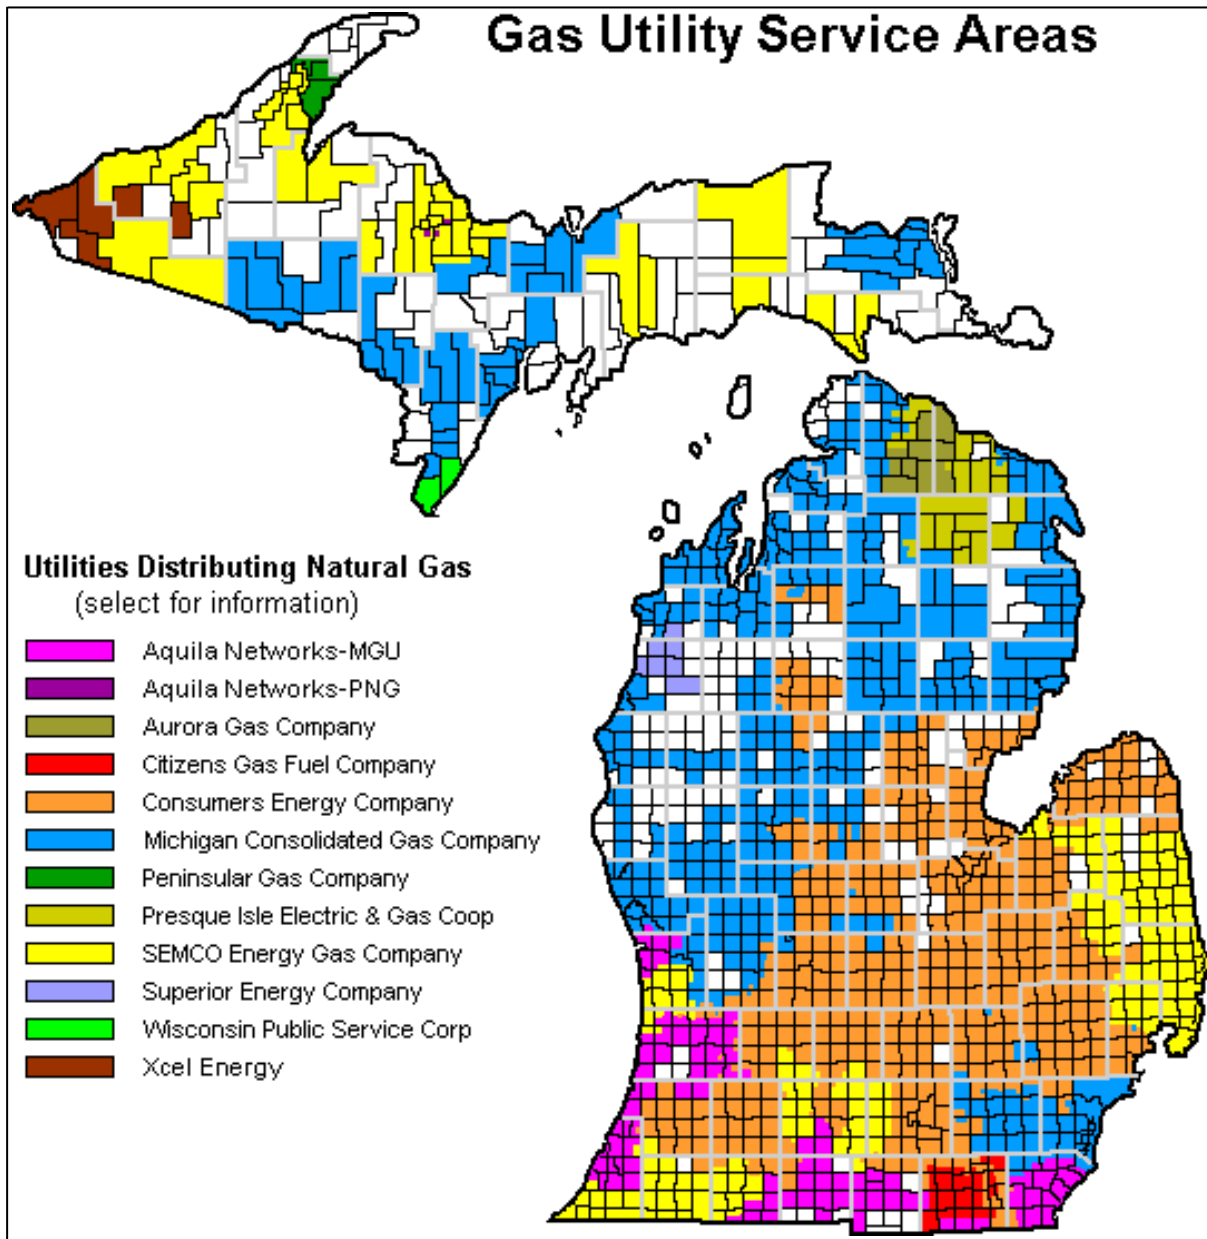 Gas Utility Service Areas
Utilities Distributing Natural Gas
(select for information)
Aquila Networks-MGU
Aquila Networks-PNG
Aurora Gas Company
Citizens Gas Fuel Company
Consumers Energy Company
Michigan Consolidated Gas Company
Peninsular Gas Company
Presque Isle Electric & Gas Coop
SEMCO Energy Gas Company
Superior Energy Company
Wisconsin Public Service Corp
Xcel Energy